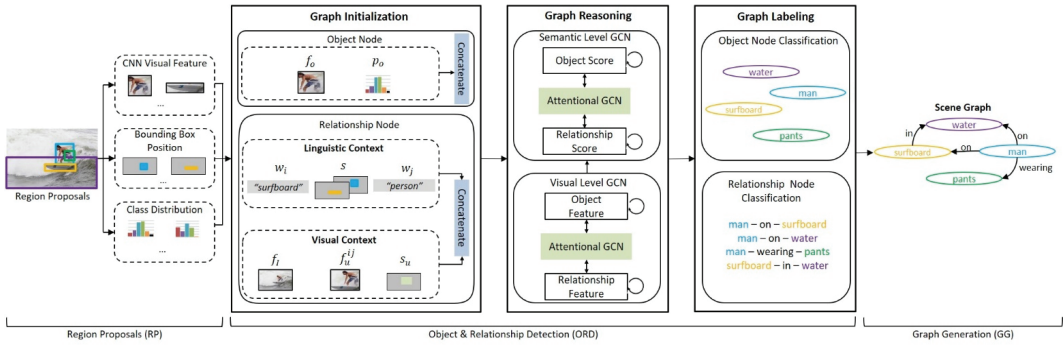 Region Proposals
CNN Visual Feature
...
Bounding Box
Position
...
Class Distribution
...
Graph Initialization
Object Node
f_o
p_o
Concatenate
Relationship Node
Linguistic Context
w_i
s
w_j
"surfboard"
"person"
Visual Context
f_I
f_u^{ij}
s_u
Concatenate
Graph Reasoning
Semantic Level GCN
Object Score
Attentional GCN
Relationship
Score
Visual Level GCN
Object
Feature
Attentional GCN
Relationship
Feature
Graph Labeling
Object Node Classification
water
man
surfboard
pants
Relationship Node
Classification
man – on – surfboard
man – on – water
man – wearing – pants
surfboard – in – water
Scene Graph
water
in
on
surfboard
on
man
wearing
pants
Region Proposals (RP)
Object & Relationship Detection (ORD)
Graph Generation (GG)